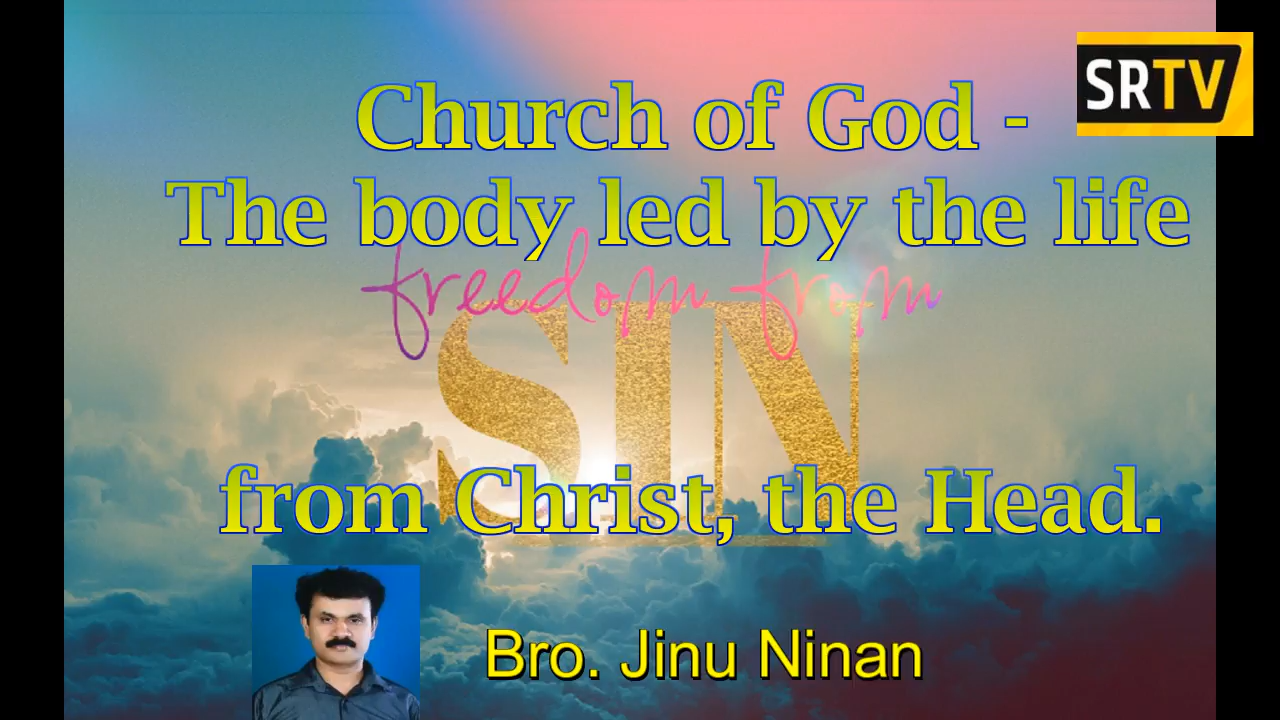 SRTV
Church of God -
The body led by the life
freedom from
SIN
from Christ, the Head.
Bro. Jinu Ninan